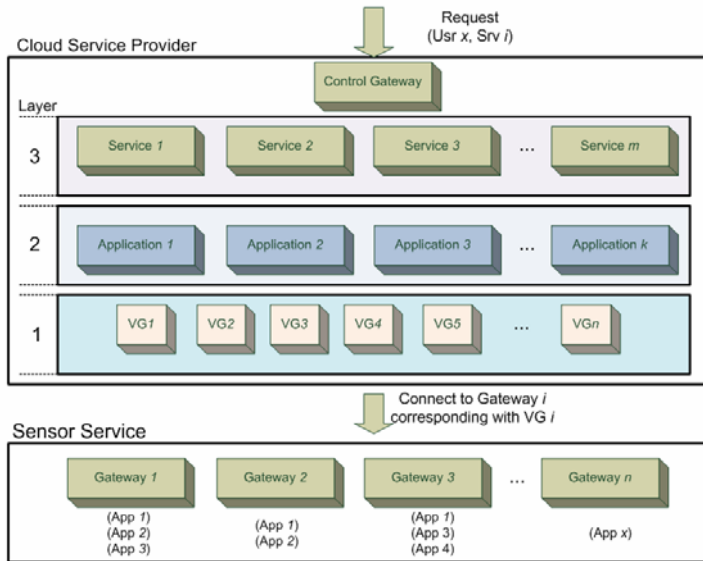 Request
(Usr x, Srv i)
Cloud Service Provider
Control Gateway
Layer
3
Service 1
Service 2
Service 3
...
Service m
2
Application 1
Application 2
Application 3
...
Application k
1
VG1
VG2
VG3
VG4
VG5
...
VGn
Connect to Gateway i
corresponding with VG i
Sensor Service
Gateway 1
Gateway 2
Gateway 3
...
Gateway n
(App 1)
(App 2)
(App 3)
(App 1)
(App 2)
(App 1)
(App 3)
(App 4)
(App x)